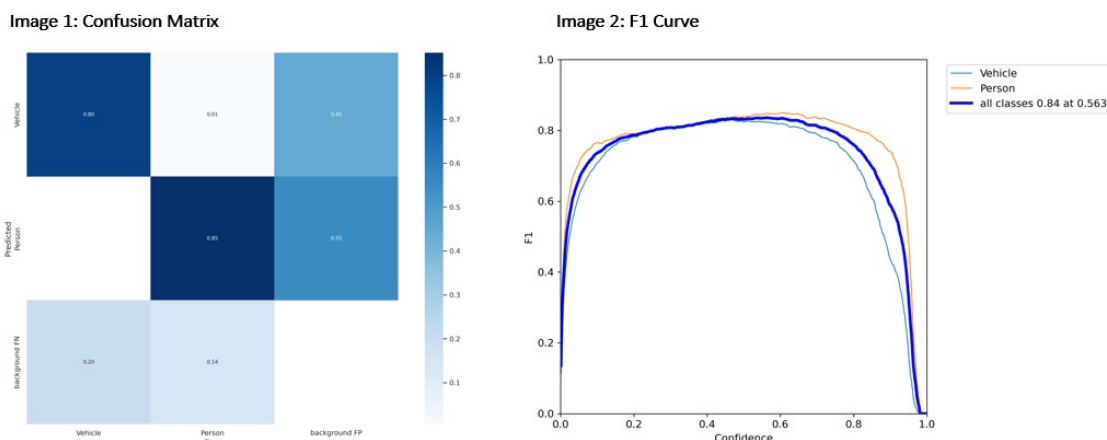 Image 1: Confusion Matrix
Vehicle
Predicted
Person
background FN
0.80
0.01
0.45
0.85
0.55
0.20
0.14
Vehicle
Person
background FP
0.8
0.7
0.6
0.5
0.4
0.3
0.2
0.1
Image 2: F1 Curve
F1
1.0
0.8
0.6
0.4
0.2
0.0
0.0
0.2
0.4
0.6
0.8
1.0
Confidence
Vehicle
Person
all classes 0.84 at 0.563